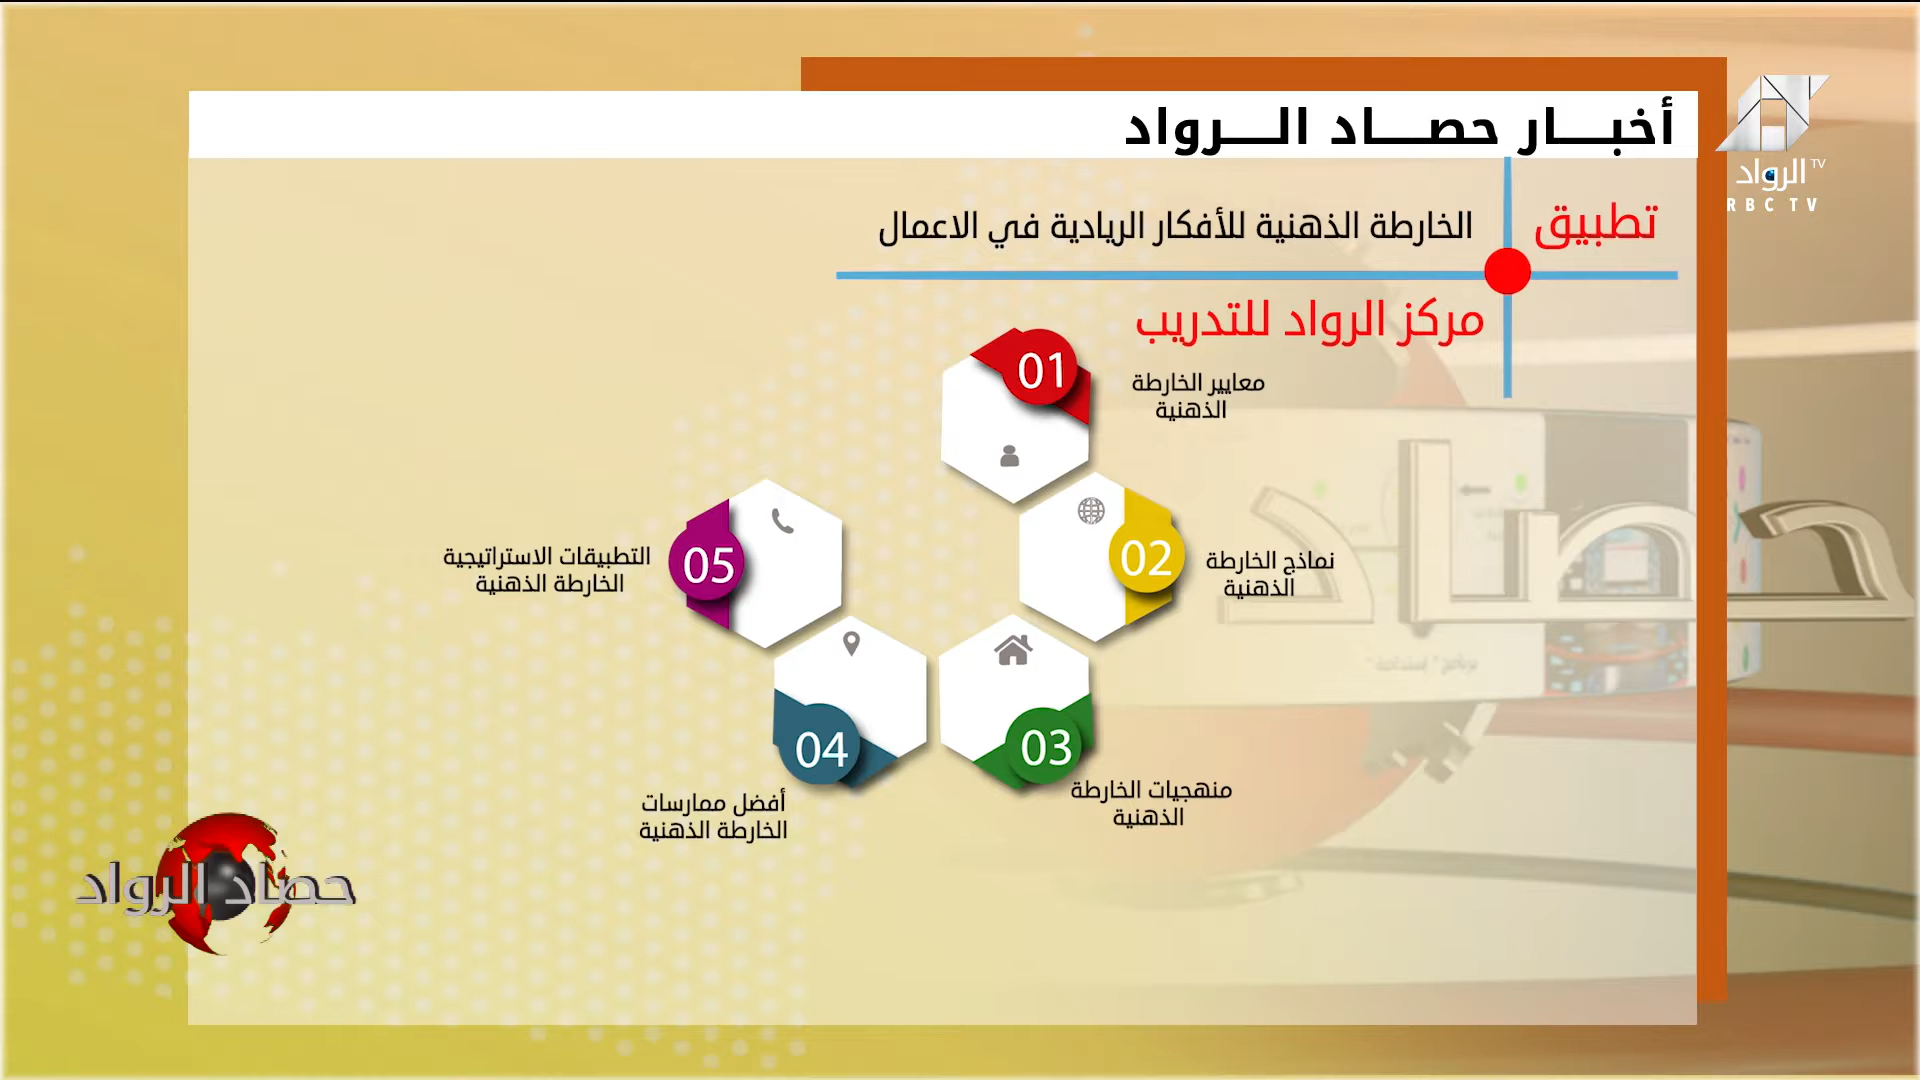 أخبـــار حصـــاد الـــرواد
الرواد TV
RBC TV
تطبيق
الخارطة الذهنية للأفكار الريادية في الاعمال
مركز الرواد للتدريب
01
معايير الخارطة
الذهنية
02
نماذج الخارطة
الذهنية
03
منهجيات الخارطة
الذهنية
04
أفضل ممارسات
الخارطة الذهنية
05
التطبيقات الاستراتيجية
الخارطة الذهنية
حصاد
حصاد الرواد